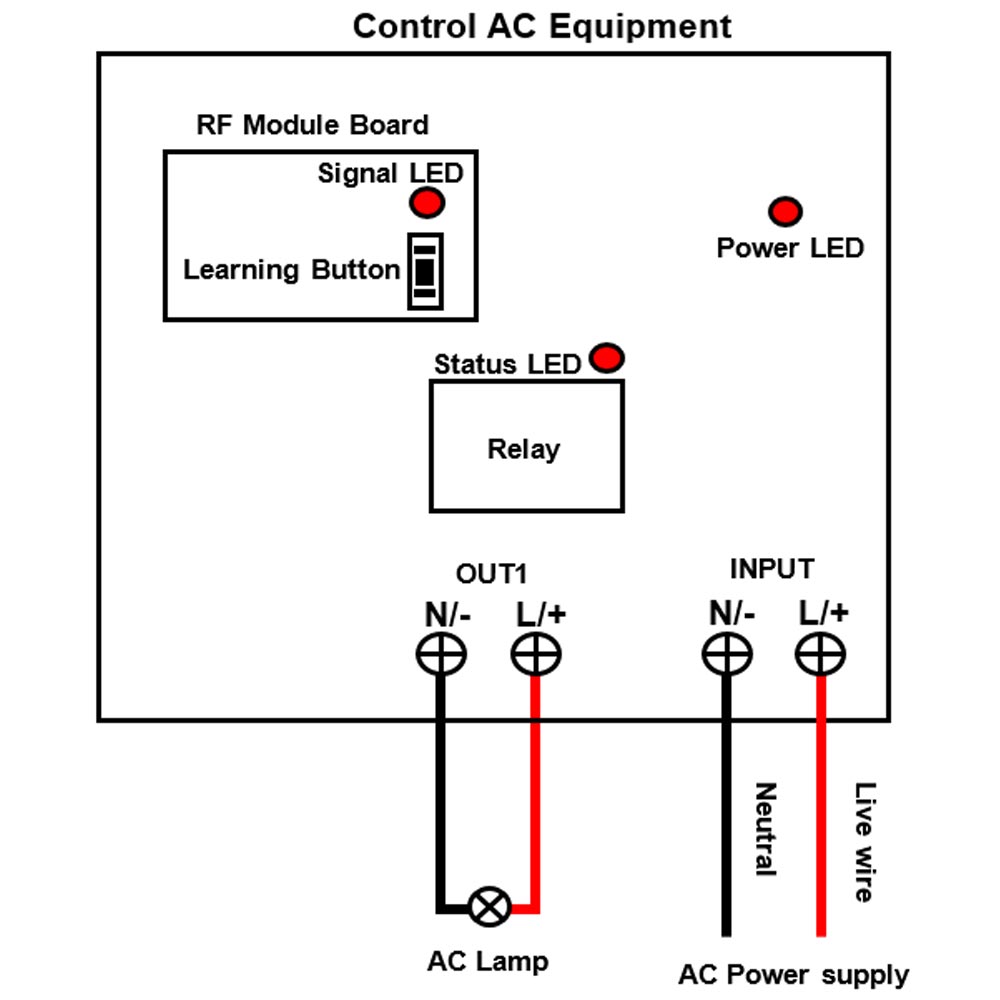 Control AC Equipment
RF Module Board
Signal LED
Learning Button
Power LED
Status LED
Relay
OUT1
INPUT
N/- L/+
N/- L/+
Neutral
Live wire
AC Lamp
AC Power supply